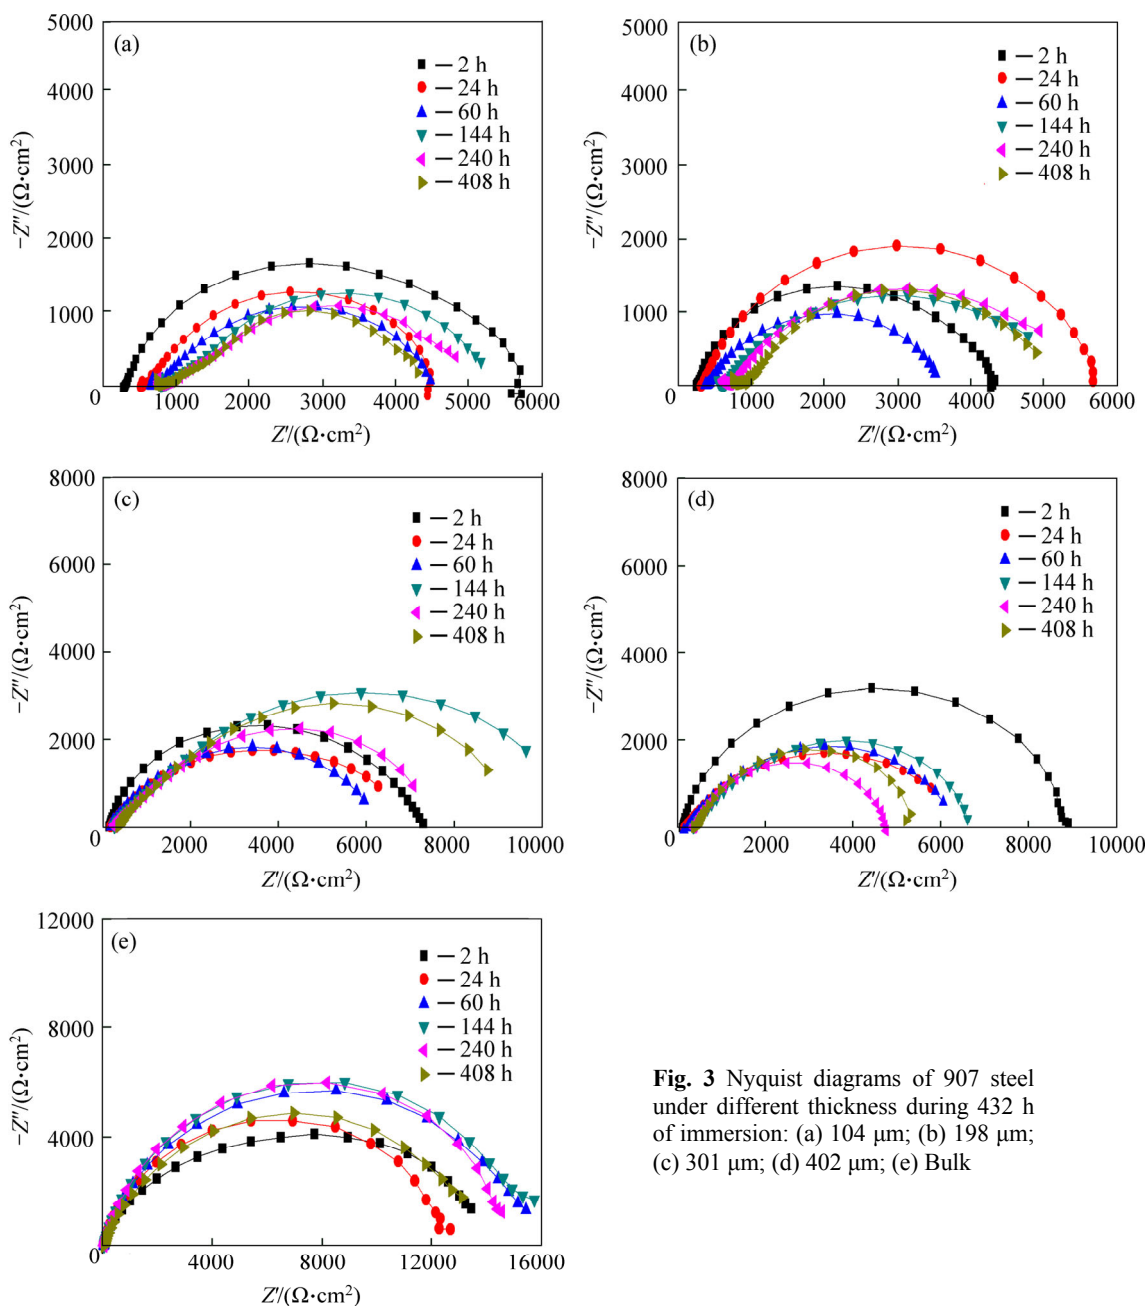 (a)
5000
4000
3000
2000
1000
0
−Z″/(Ω·cm²)
— 2 h
— 24 h
— 60 h
— 144 h
— 240 h
— 408 h
1000 2000 3000 4000 5000 6000
Z′/(Ω·cm²)
(b)
5000
4000
3000
2000
1000
0
−Z″/(Ω·cm²)
— 2 h
— 24 h
— 60 h
— 144 h
— 240 h
— 408 h
1000 2000 3000 4000 5000 6000
Z′/(Ω·cm²)
(c)
8000
6000
4000
2000
0
−Z″/(Ω·cm²)
— 2 h
— 24 h
— 60 h
— 144 h
— 240 h
— 408 h
2000 4000 6000 8000 10000
Z′/(Ω·cm²)
(d)
8000
6000
4000
2000
0
−Z″/(Ω·cm²)
— 2 h
— 24 h
— 60 h
— 144 h
— 240 h
— 408 h
2000 4000 6000 8000 10000
Z′/(Ω·cm²)
(e)
12000
8000
4000
0
−Z″/(Ω·cm²)
— 2 h
— 24 h
— 60 h
— 144 h
— 240 h
— 408 h
4000 8000 12000 16000
Z′/(Ω·cm²)
Fig. 3 Nyquist diagrams of 907 steel
under different thickness during 432 h
of immersion: (a) 104 μm; (b) 198 μm;
(c) 301 μm; (d) 402 μm; (e) Bulk